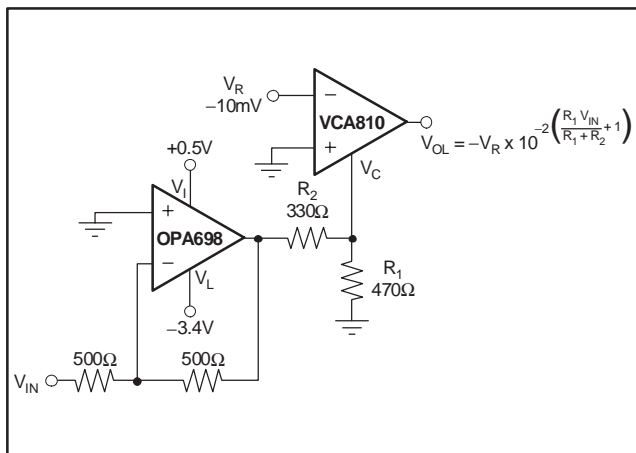 V_R
−10mV
−
VCA810
+
V_OL = −V_R x 10^−2(R_1 V_IN / R_1 + R_2 + 1)
V_C
+0.5V
V_I
+
OPA698
−
V_L
−3.4V
R_2
330Ω
R_1
470Ω
500Ω
500Ω
V_IN